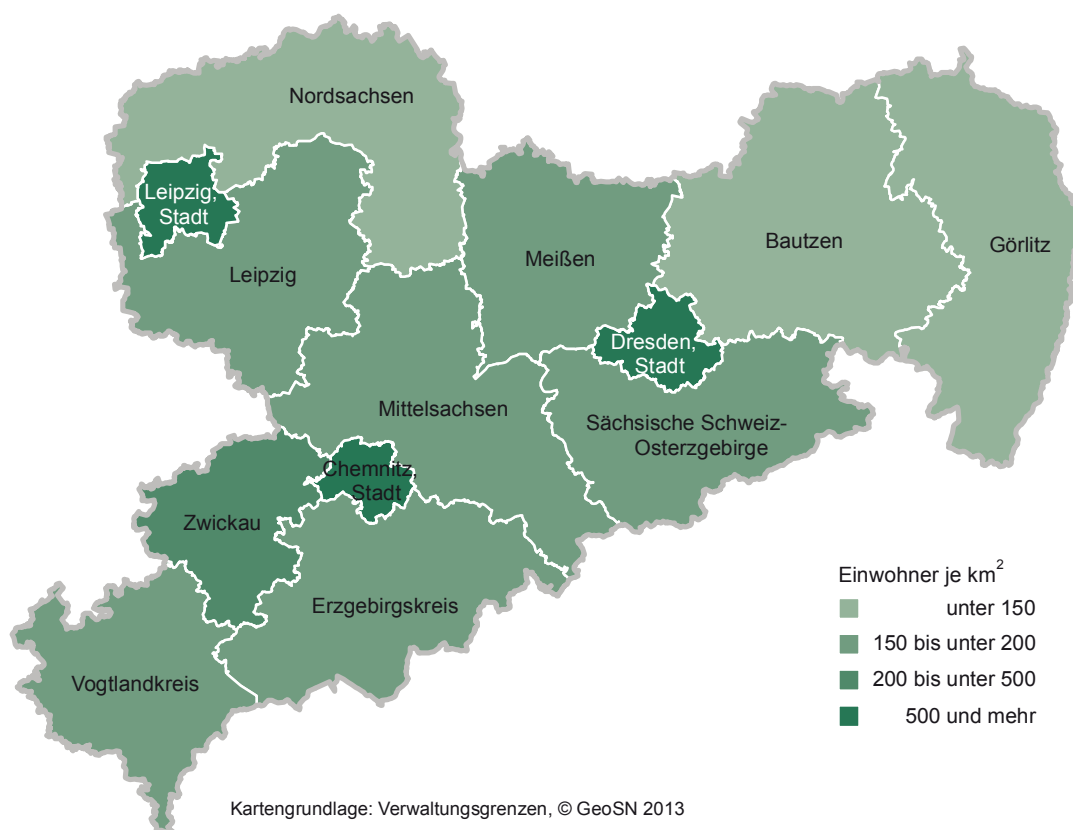 Nordsachsen
Leipzig,
Stadt
Leipzig
Meißen
Bautzen
Görlitz
Dresden,
Stadt
Mittelsachsen
Sächsische Schweiz-
Osterzgebirge
Chemnitz,
Stadt
Zwickau
Erzgebirgskreis
Vogtlandkreis
Einwohner je km²
unter 150
150 bis unter 200
200 bis unter 500
500 und mehr
Kartengrundlage: Verwaltungsgrenzen, © GeoSN 2013